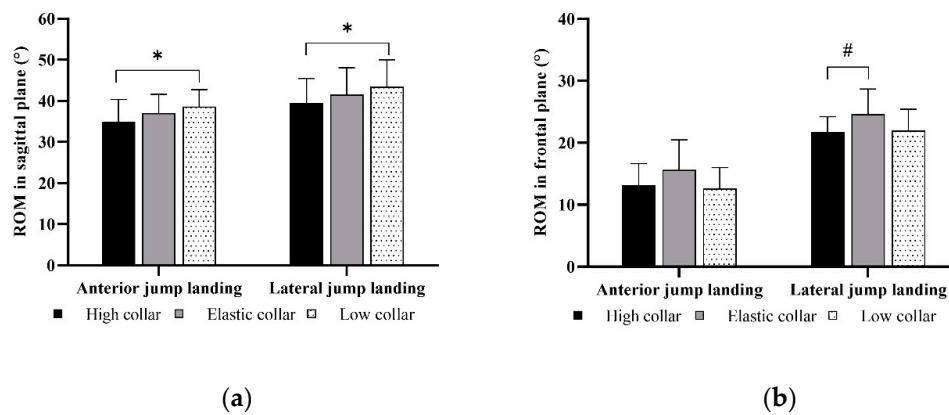 ROM in sagittal plane (°)
60
50
40
30
20
10
0
*
*
Anterior jump landing Lateral jump landing
High collar Elastic collar Low collar
(a)
ROM in frontal plane (°)
40
30
20
10
0
#
Anterior jump landing Lateral jump landing
High collar Elastic collar Low collar
(b)